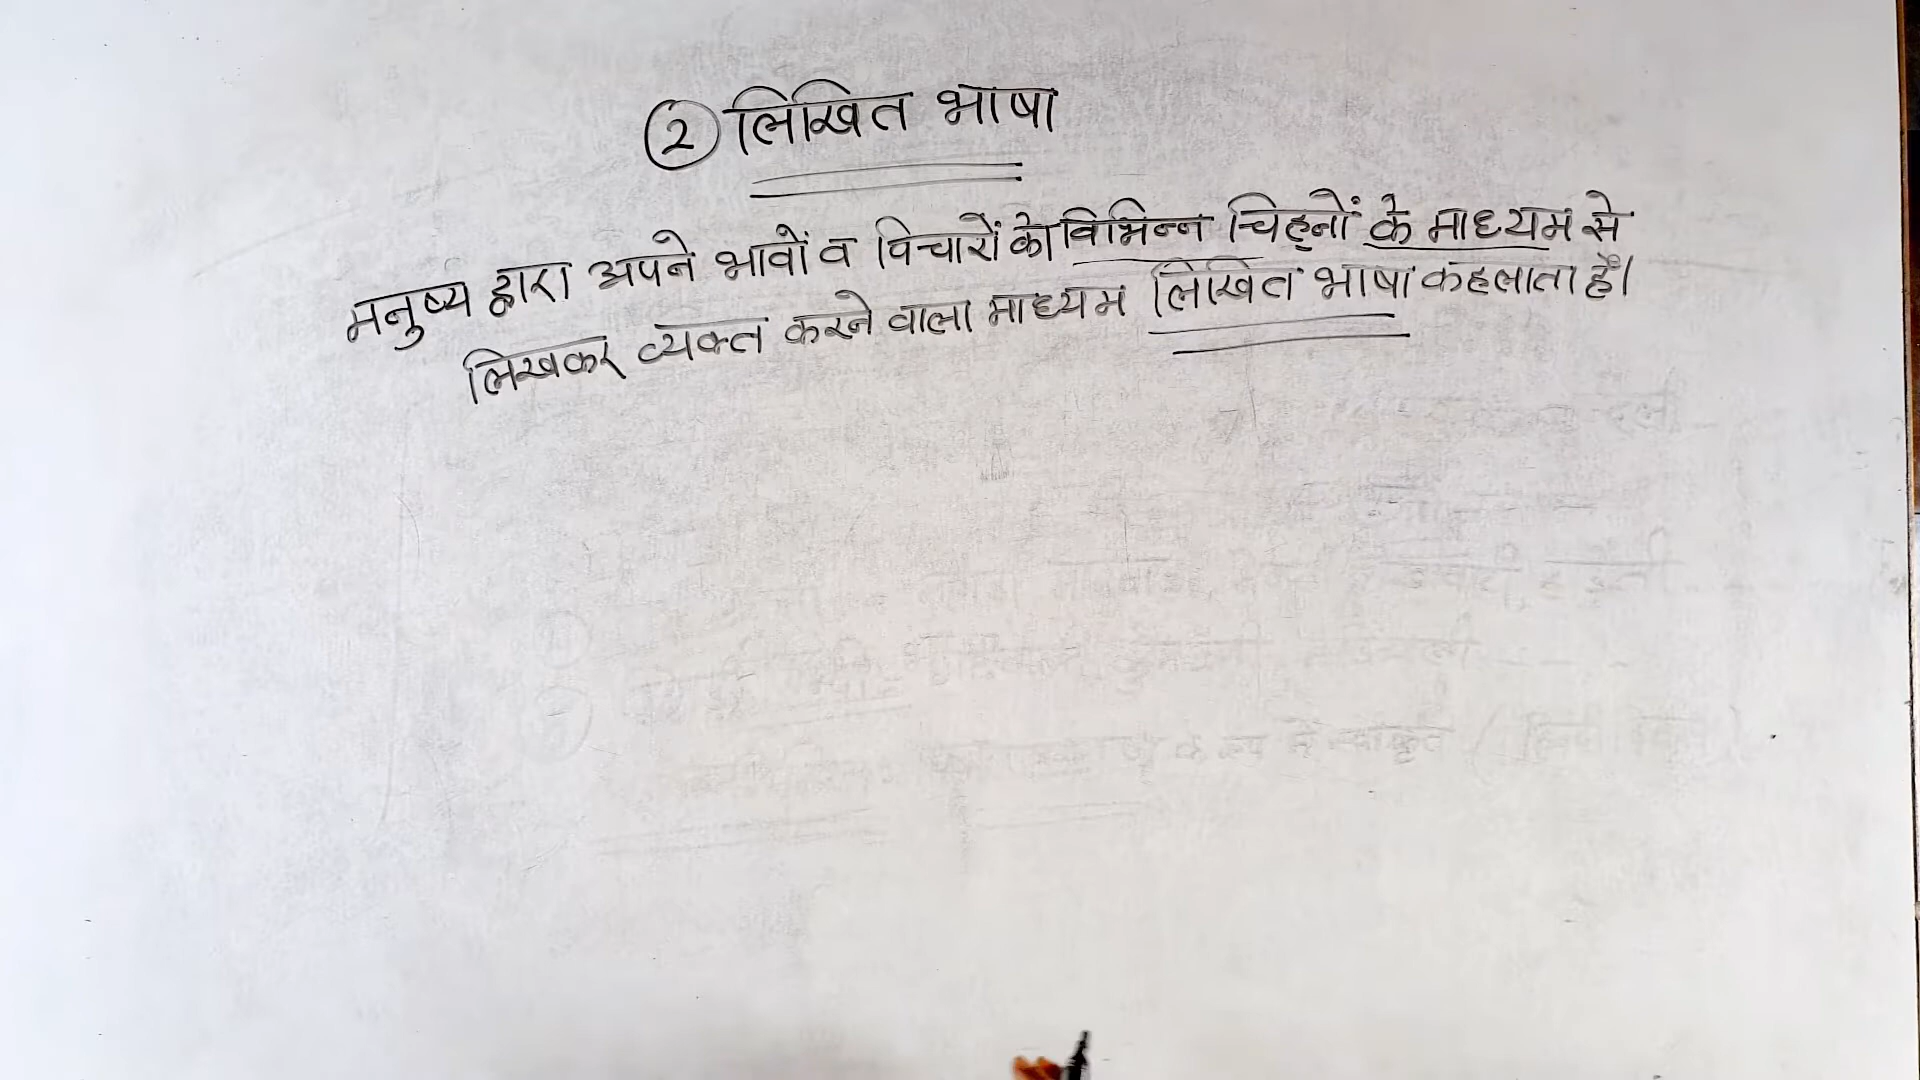 ② लिखित भाषा
मनुष्य द्वारा अपने भावों व विचारों को विभिन्न चिह्नों के माध्यम से
लिखकर व्यक्त करने वाला माध्यम लिखित भाषा कहलाता है।